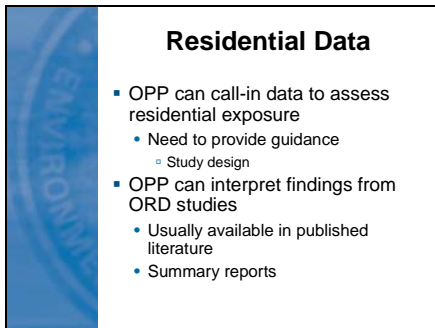 Residential Data
▪ OPP can call-in data to assess
residential exposure
• Need to provide guidance
▫ Study design
▪ OPP can interpret findings from
ORD studies
• Usually available in published
literature
• Summary reports
ENVIRONME